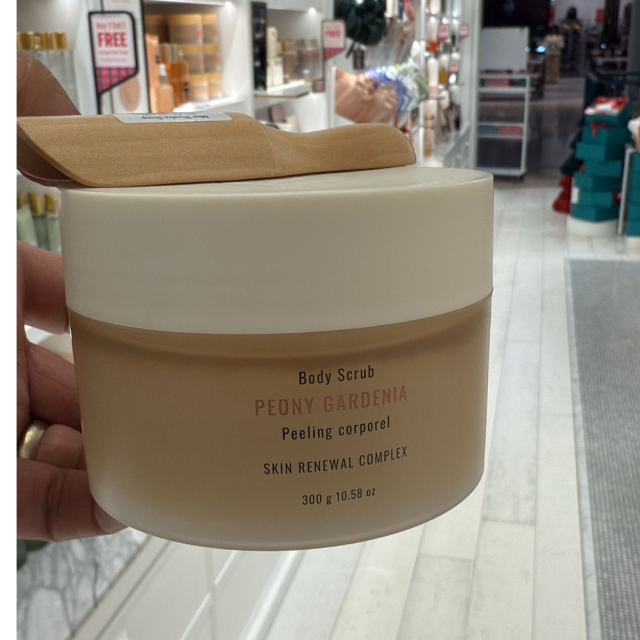 FREE
Body Scrub
PEONY GARDENIA
Peeling corporel
SKIN RENEWAL COMPLEX
300 g 10.58 oz